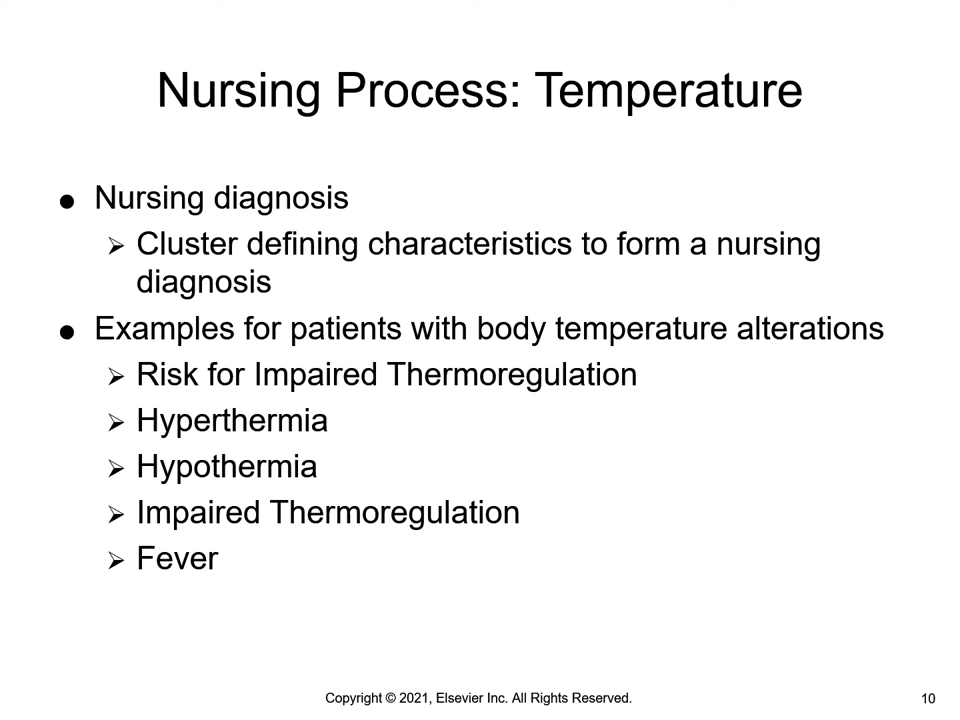 Nursing Process: Temperature
● Nursing diagnosis
➢ Cluster defining characteristics to form a nursing
diagnosis
● Examples for patients with body temperature alterations
➢ Risk for Impaired Thermoregulation
➢ Hyperthermia
➢ Hypothermia
➢ Impaired Thermoregulation
➢ Fever
Copyright © 2021, Elsevier Inc. All Rights Reserved.
10